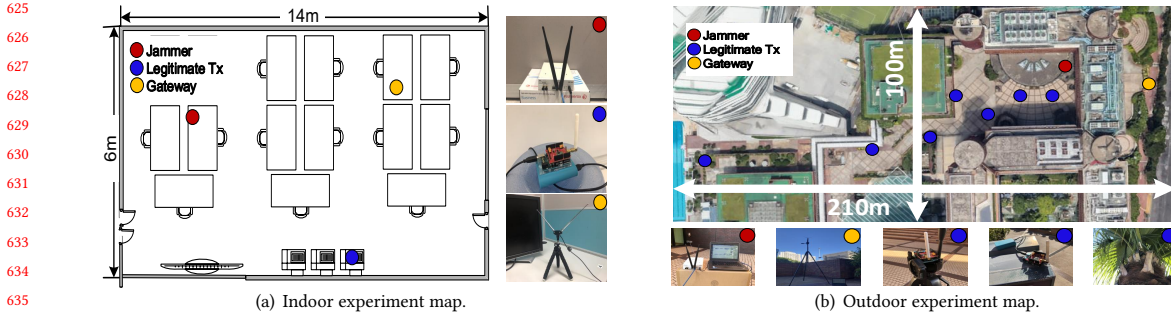 625
626
627
628
629
630
631
632
633
634
635
14m
6m
Jammer
Legitimate Tx
Gateway
(a) Indoor experiment map.
Jammer
Legitimate Tx
Gateway
100m
210m
(b) Outdoor experiment map.